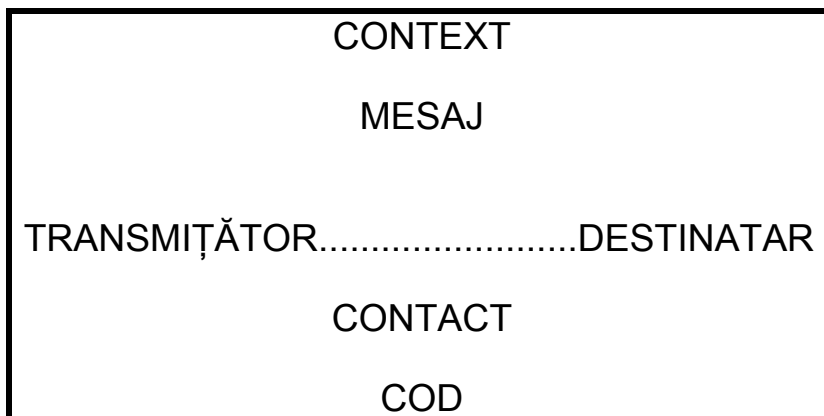 CONTEXT
MESAJ
TRANSMIȚĂTOR.........................DESTINATAR
CONTACT
COD